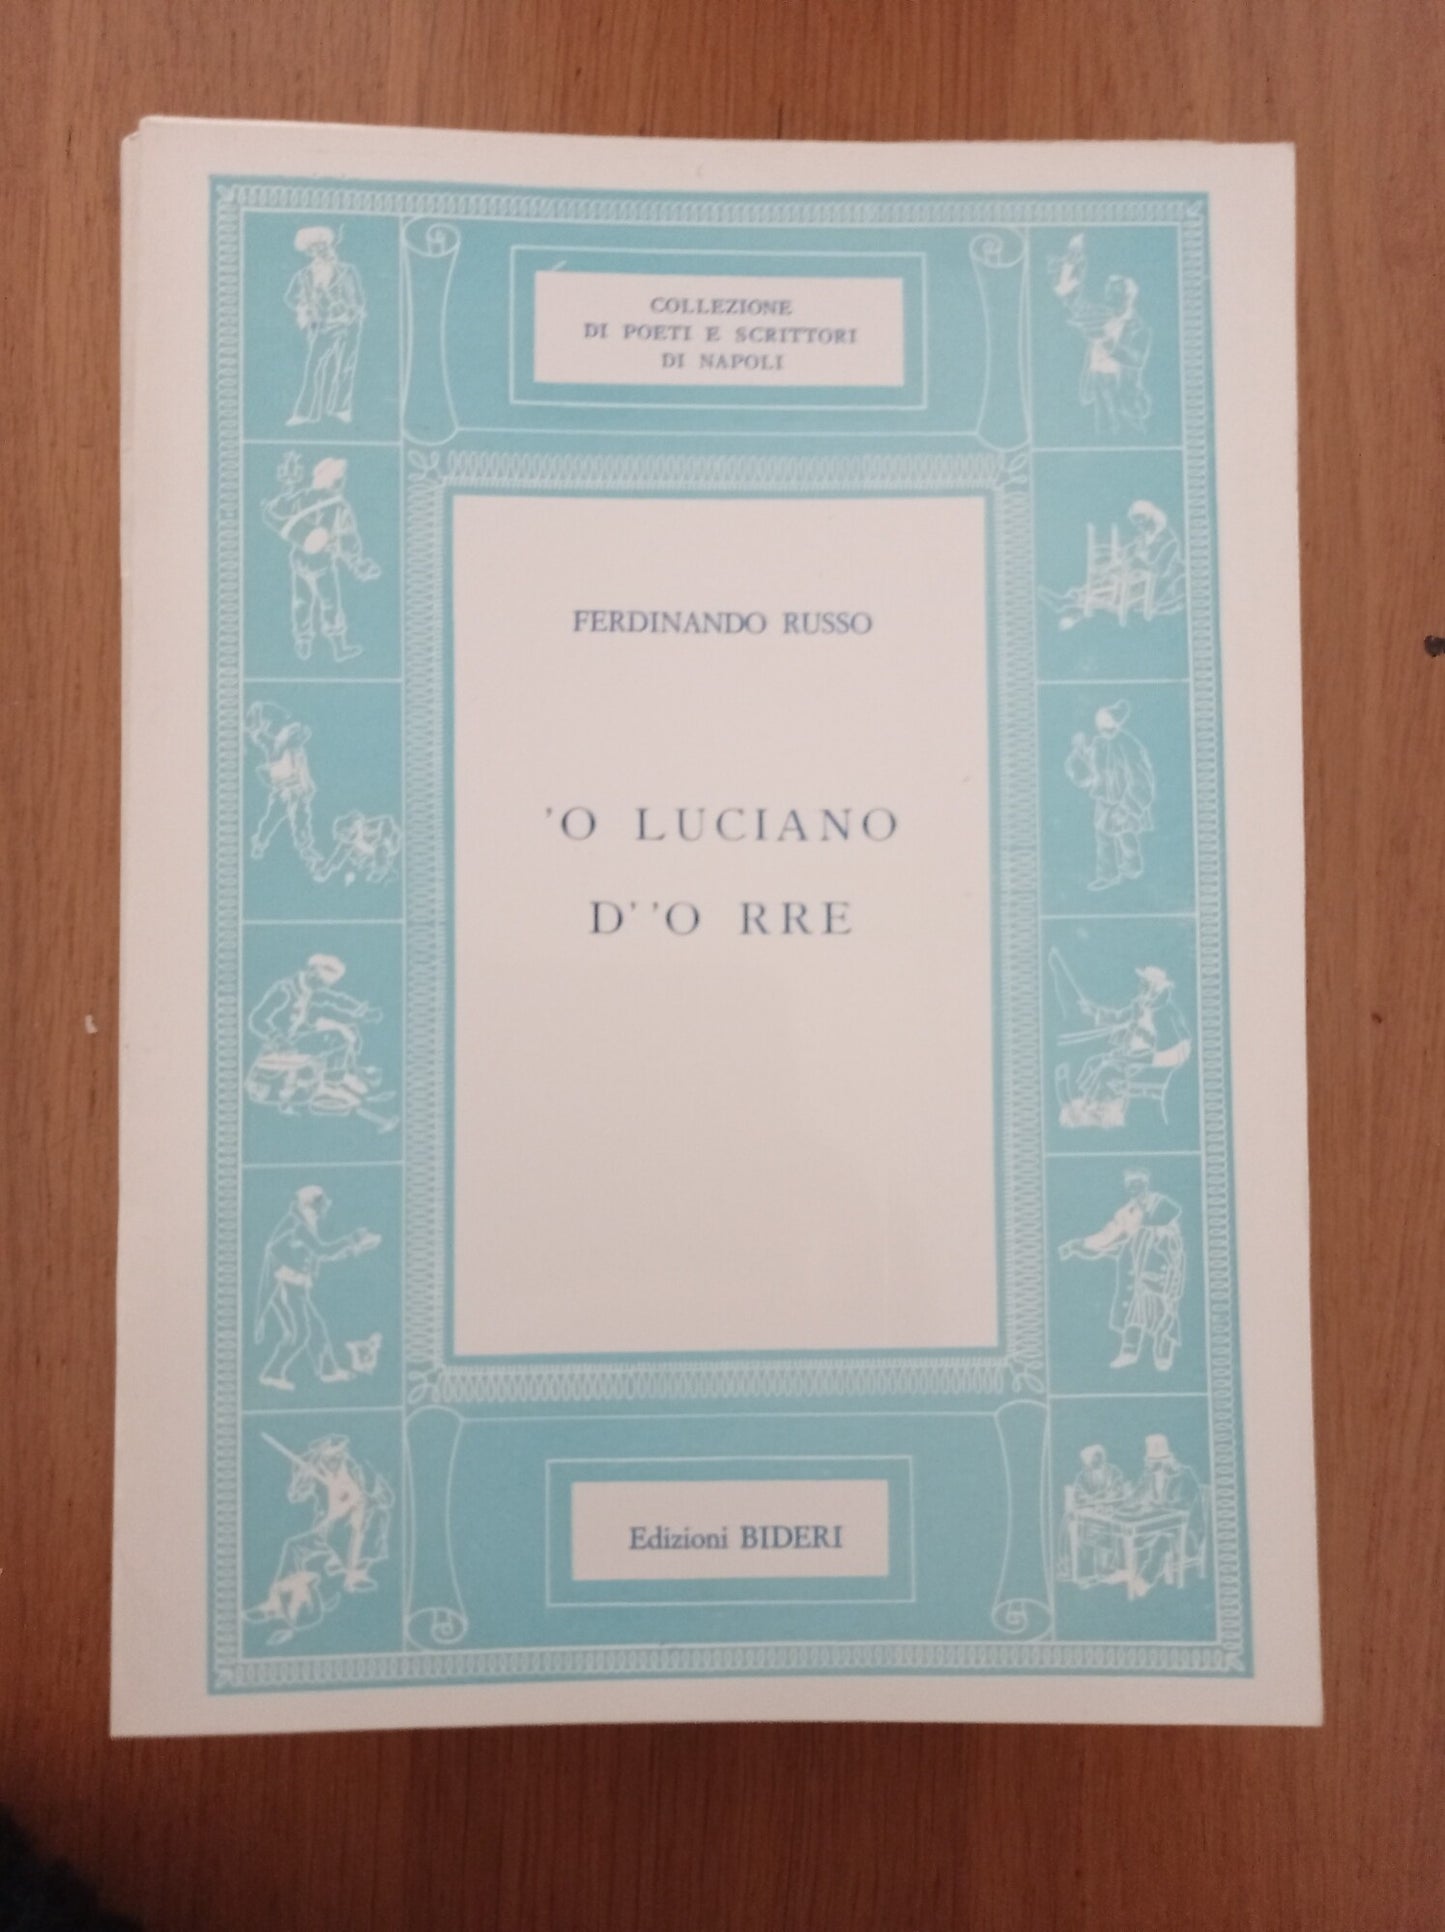 COLLEZIONE
DI POETI E SCRITTORI
DI NAPOLI
FERDINANDO RUSSO
'O LUCIANO
D' 'O RRE
Edizioni BIDERI